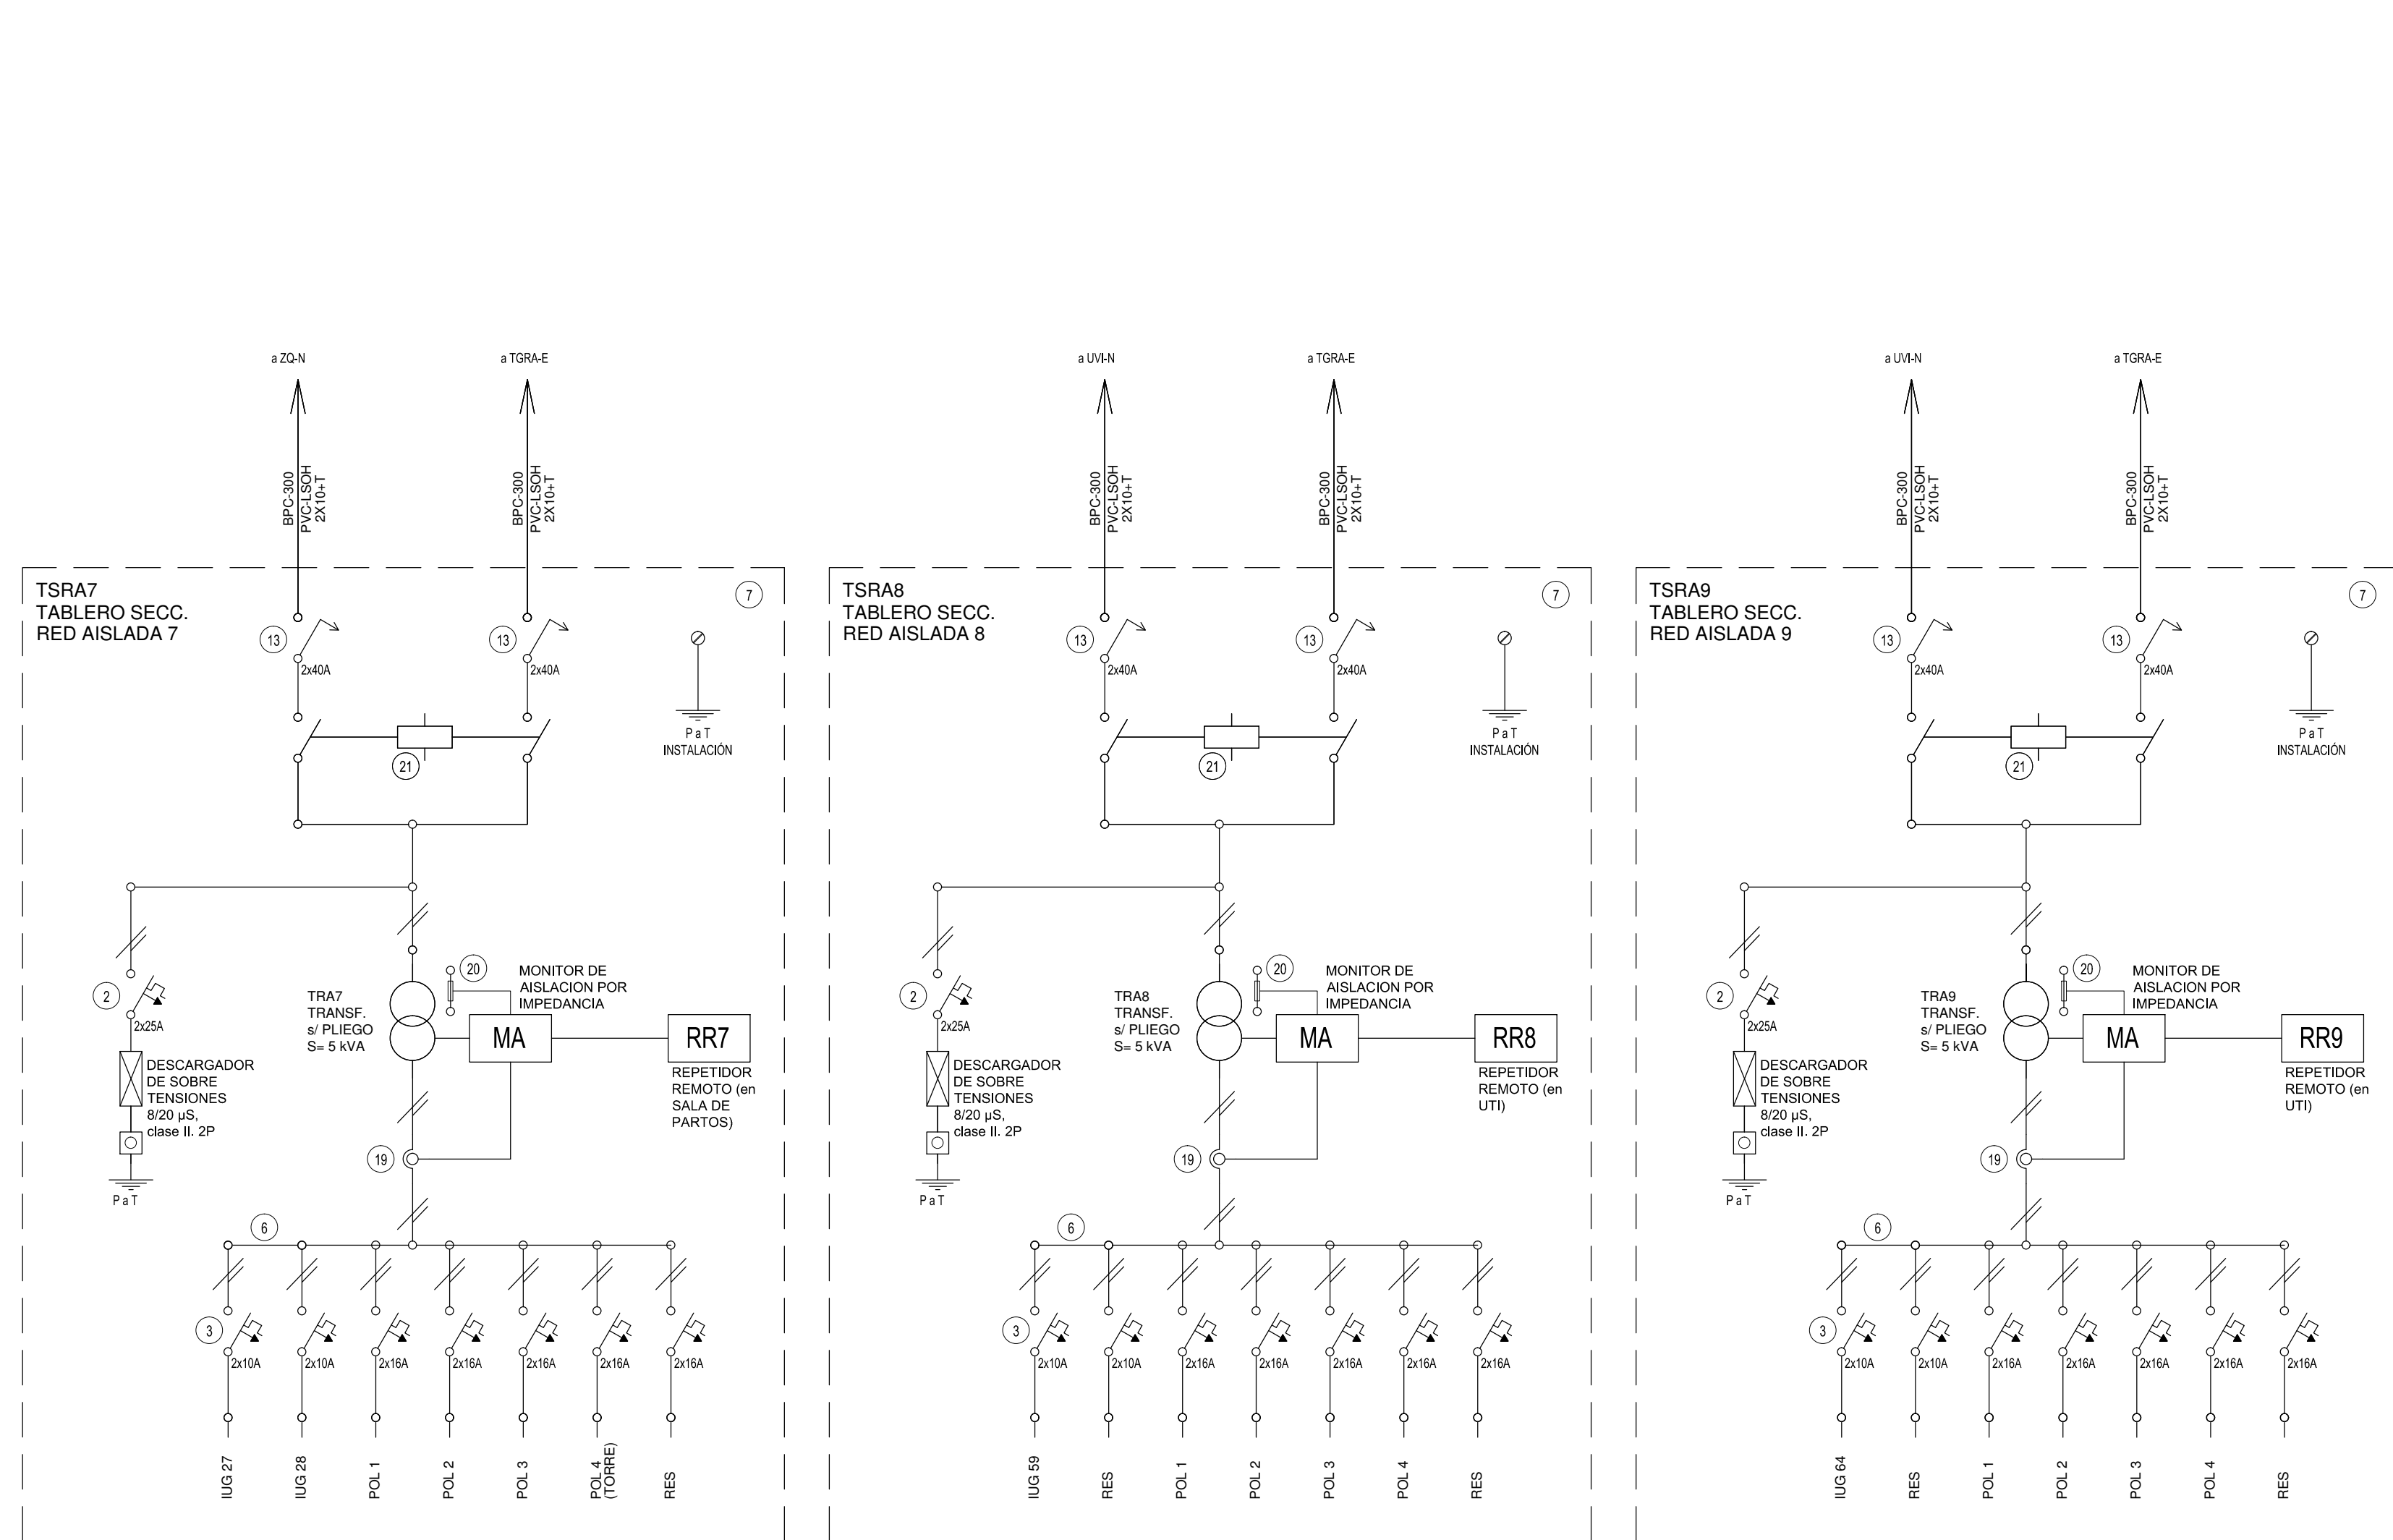 a ZQ-N
a TGRA-E
BPC-300
PVC-LSOH
2X10+T
BPC-300
PVC-LSOH
2X10+T
TSRA7
TABLERO SECC.
RED AISLADA 7
7
13
2x40A
13
2x40A
P a T
INSTALACIÓN
21
2
2x25A
DESCARGADOR
DE SOBRE
TENSIONES
8/20 µS,
clase II. 2P
P a T
TRA7
TRANSF.
s/ PLIEGO
S= 5 kVA
20
MONITOR DE
AISLACION POR
IMPEDANCIA
MA
RR7
REPETIDOR
REMOTO (en
SALA DE
PARTOS)
19
6
3
2x10A
2x10A
2x16A
2x16A
2x16A
2x16A
2x16A
IUG 27
IUG 28
POL 1
POL 2
POL 3
POL 4
(TORRE)
RES
a UVI-N
a TGRA-E
BPC-300
PVC-LSOH
2X10+T
BPC-300
PVC-LSOH
2X10+T
TSRA8
TABLERO SECC.
RED AISLADA 8
7
13
2x40A
13
2x40A
P a T
INSTALACIÓN
21
2
2x25A
DESCARGADOR
DE SOBRE
TENSIONES
8/20 µS,
clase II. 2P
P a T
TRA8
TRANSF.
s/ PLIEGO
S= 5 kVA
20
MONITOR DE
AISLACION POR
IMPEDANCIA
MA
RR8
REPETIDOR
REMOTO (en
UTI)
19
6
3
2x10A
2x10A
2x16A
2x16A
2x16A
2x16A
2x16A
IUG 59
RES
POL 1
POL 2
POL 3
POL 4
RES
a UVI-N
a TGRA-E
BPC-300
PVC-LSOH
2X10+T
BPC-300
PVC-LSOH
2X10+T
TSRA9
TABLERO SECC.
RED AISLADA 9
7
13
2x40A
13
2x40A
P a T
INSTALACIÓN
21
2
2x25A
DESCARGADOR
DE SOBRE
TENSIONES
8/20 µS,
clase II. 2P
P a T
TRA9
TRANSF.
s/ PLIEGO
S= 5 kVA
20
MONITOR DE
AISLACION POR
IMPEDANCIA
MA
RR9
REPETIDOR
REMOTO (en
UTI)
19
6
3
2x10A
2x10A
2x16A
2x16A
2x16A
2x16A
2x16A
IUG 64
RES
POL 1
POL 2
POL 3
POL 4
RES